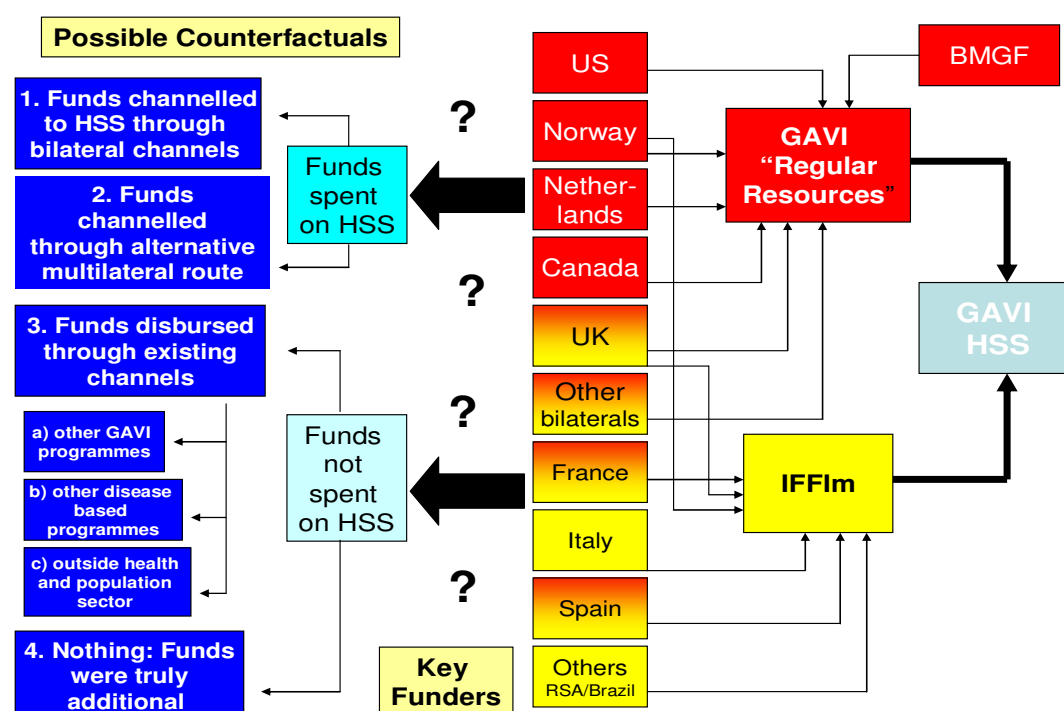 Possible Counterfactuals
1. Funds channelled
to HSS through
bilateral channels
2. Funds
channelled
through alternative
multilateral route
3. Funds disbursed
through existing
channels
a) other GAVI
programmes
b) other disease
based
programmes
c) outside health
and population
sector
4. Nothing: Funds
were truly
additional
Funds
spent
on HSS
Funds
not
spent
on HSS
?
?
?
?
Key
Funders
US
Norway
Nether-
lands
Canada
UK
Other
bilaterals
France
Italy
Spain
Others
RSA/Brazil
BMGF
GAVI
“Regular
Resources”
IFFIm
GAVI
HSS